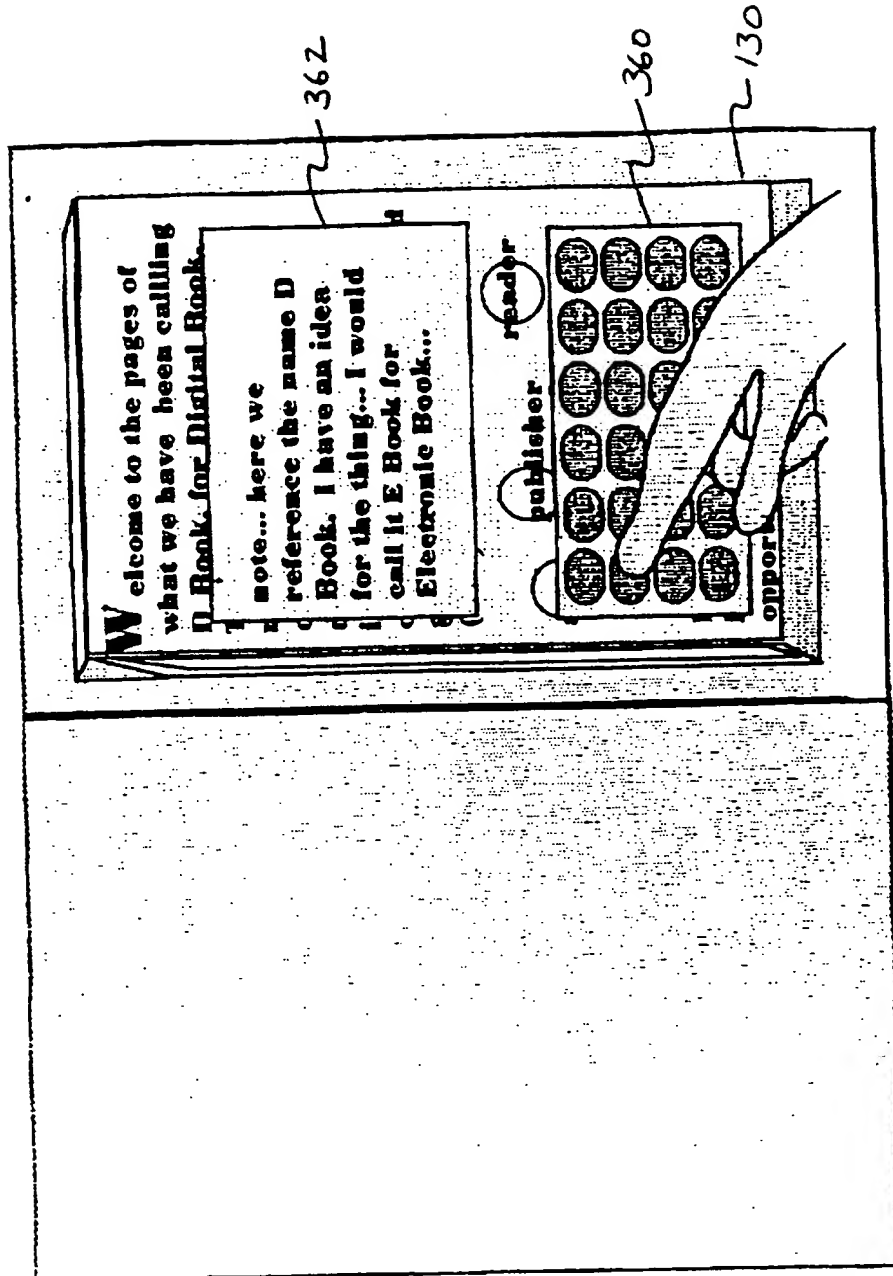 Welcome to the pages of
what we have been callling
D Book, for Digital Book.
note... here we
reference the name D
Book. I have an idea
for the thing... I would
call it E Book for
Electronic Book...
publisher
reader
oppor
362
360
130